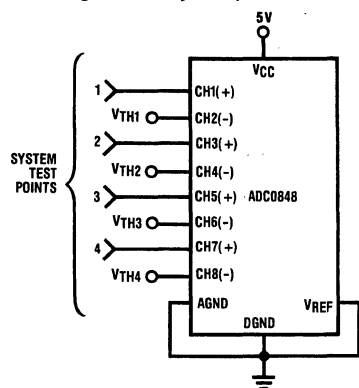 5V
VCC
1 CH1(+)
VTH1 CH2(-)
2 CH3(+)
VTH2 CH4(-)
SYSTEM
TEST
POINTS
3 CH5(+) ADC0848
VTH3 CH6(-)
4 CH7(+)
VTH4 CH8(-)
AGND VREF
DGND